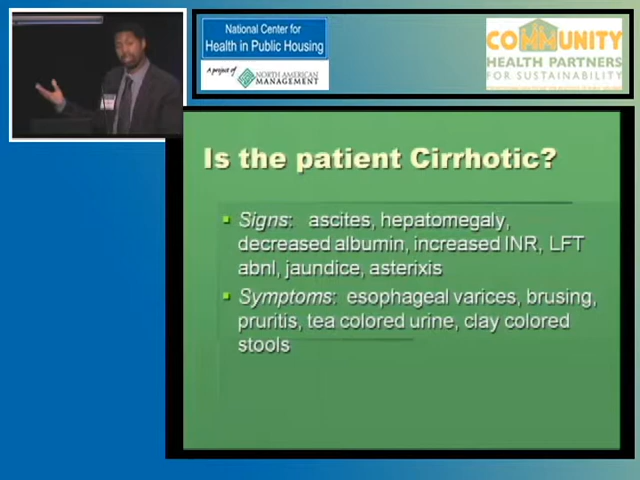 National Center for
Health in Public Housing
A project of
NORTH AMERICAN
MANAGEMENT
COMMUNITY
HEALTH PARTNERS
FOR SUSTAINABILITY
Is the patient Cirrhotic?
Signs: ascites, hepatomegaly,
decreased albumin, increased INR, LFT
abnl, jaundice, asterixis
Symptoms: esophageal varices, brusing,
pruritis, tea colored urine, clay colored
stools